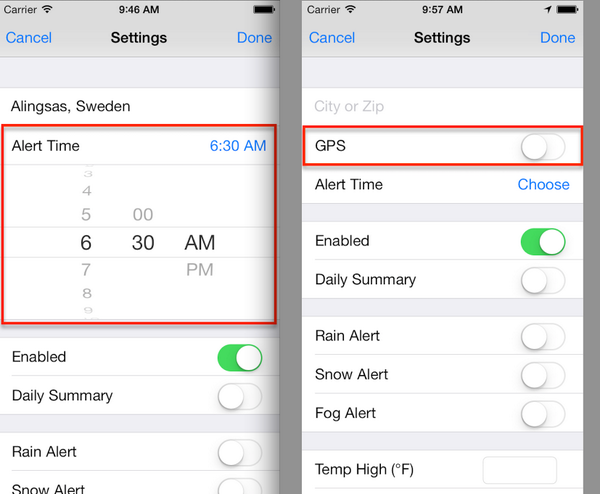 Carrier 9:46 AM
Cancel Settings Done
Alingsas, Sweden
Alert Time 6:30 AM
3
4
5 00
6 30 AM
7 PM
8
9
Enabled
Daily Summary
Rain Alert
Snow Alert
Carrier 9:57 AM
Cancel Settings Done
City or Zip
GPS
Alert Time Choose
Enabled
Daily Summary
Rain Alert
Snow Alert
Fog Alert
Temp High (°F)